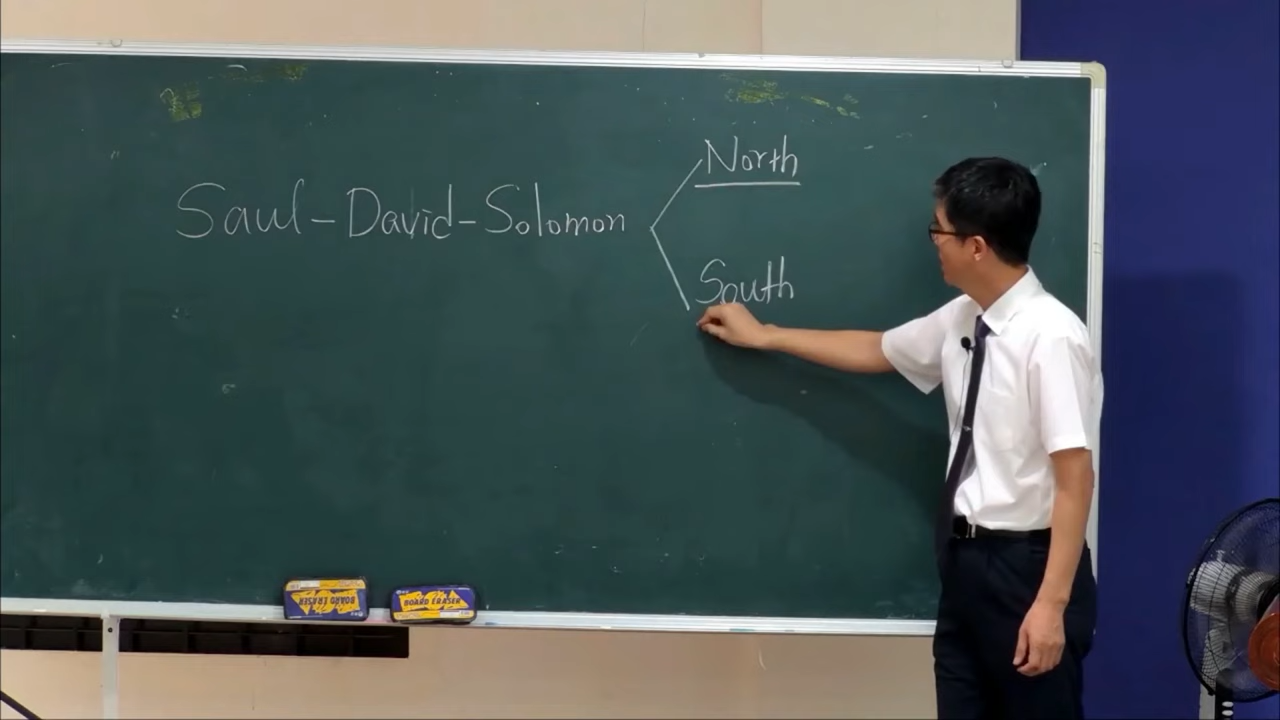 Saul - David - Solomon
North
South
BOARD ERASER
BOARD ERASER